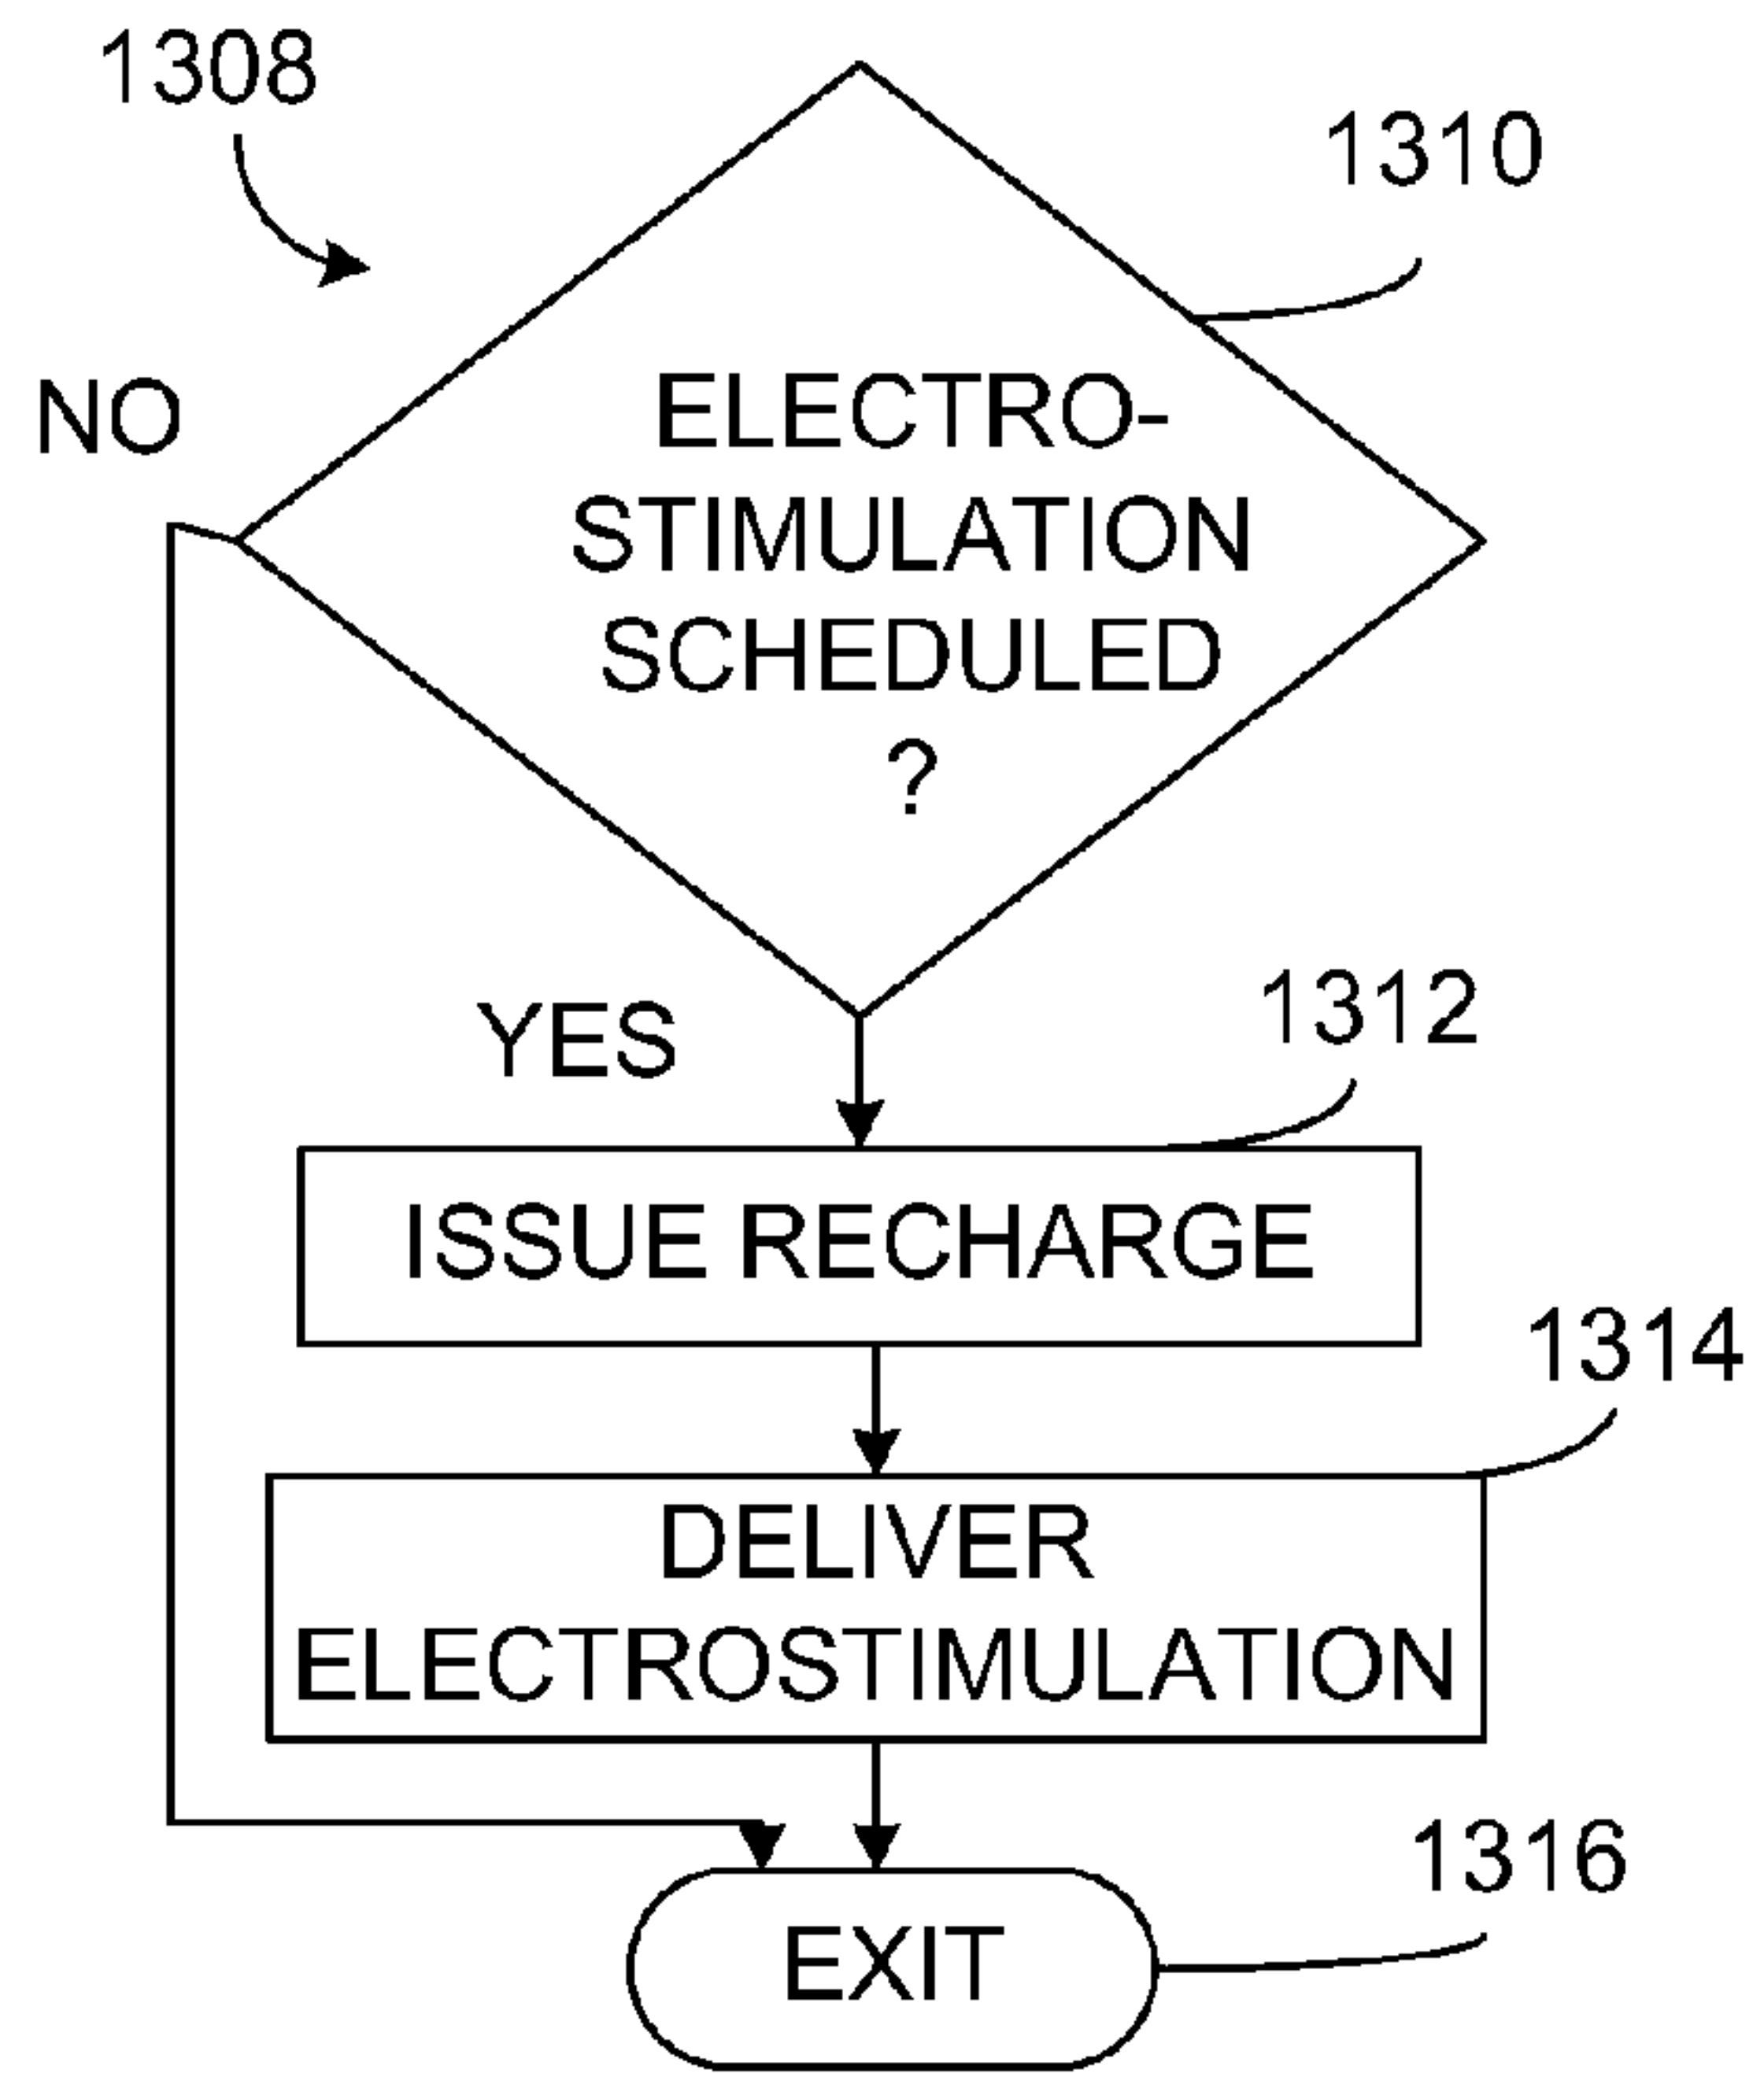 1308
1310
NO
ELECTRO-
STIMULATION
SCHEDULED
?
YES
1312
ISSUE RECHARGE
1314
DELIVER
ELECTROSTIMULATION
1316
EXIT